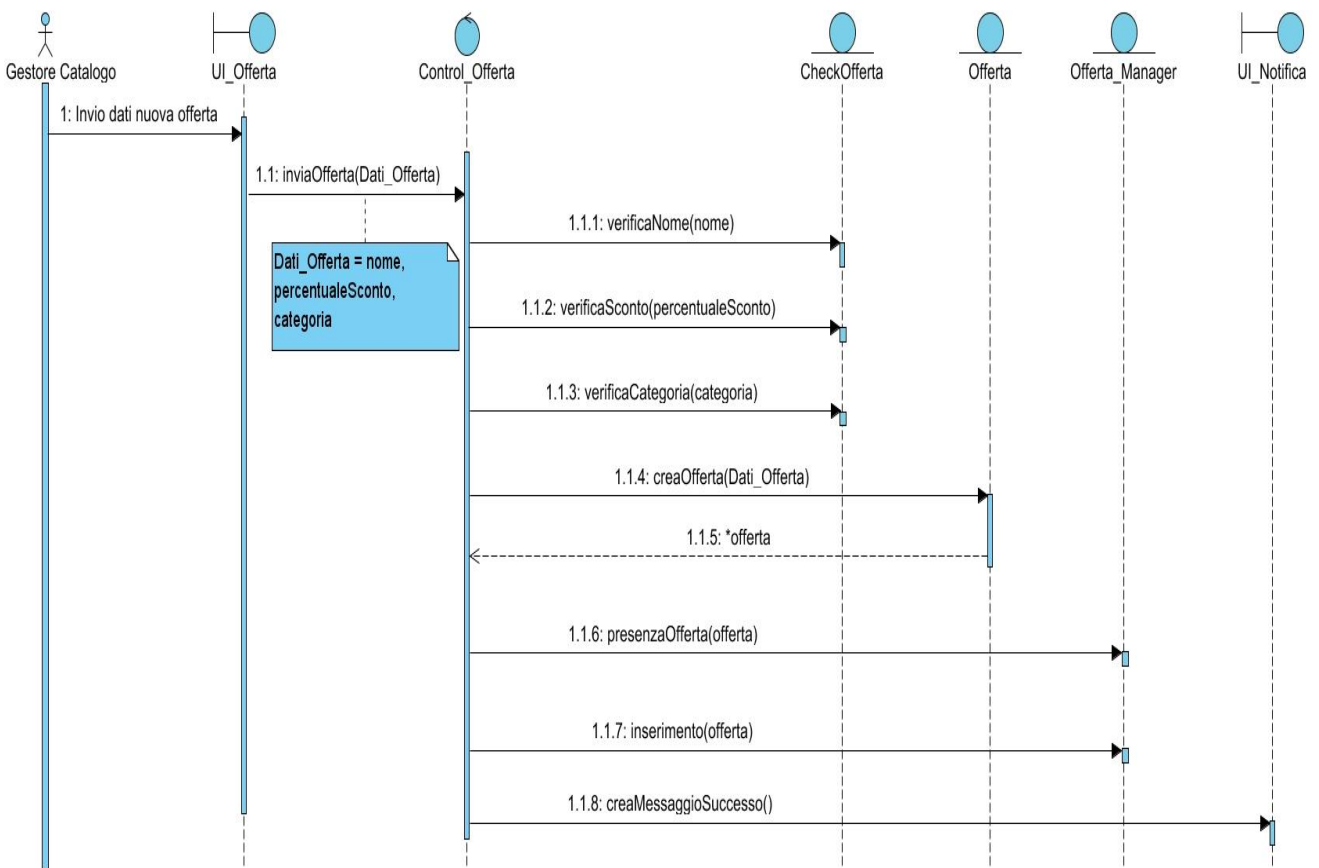 Gestore Catalogo
UI_Offerta
Control_Offerta
CheckOfferta
Offerta
Offerta_Manager
UI_Notifica
1: Invio dati nuova offerta
1.1: inviaOfferta(Dati_Offerta)
Dati_Offerta = nome,
percentualeSconto,
categoria
1.1.1: verificaNome(nome)
1.1.2: verificaSconto(percentualeSconto)
1.1.3: verificaCategoria(categoria)
1.1.4: creaOfferta(Dati_Offerta)
1.1.5: *offerta
1.1.6: presenzaOfferta(offerta)
1.1.7: inserimento(offerta)
1.1.8: creaMessaggioSuccesso()